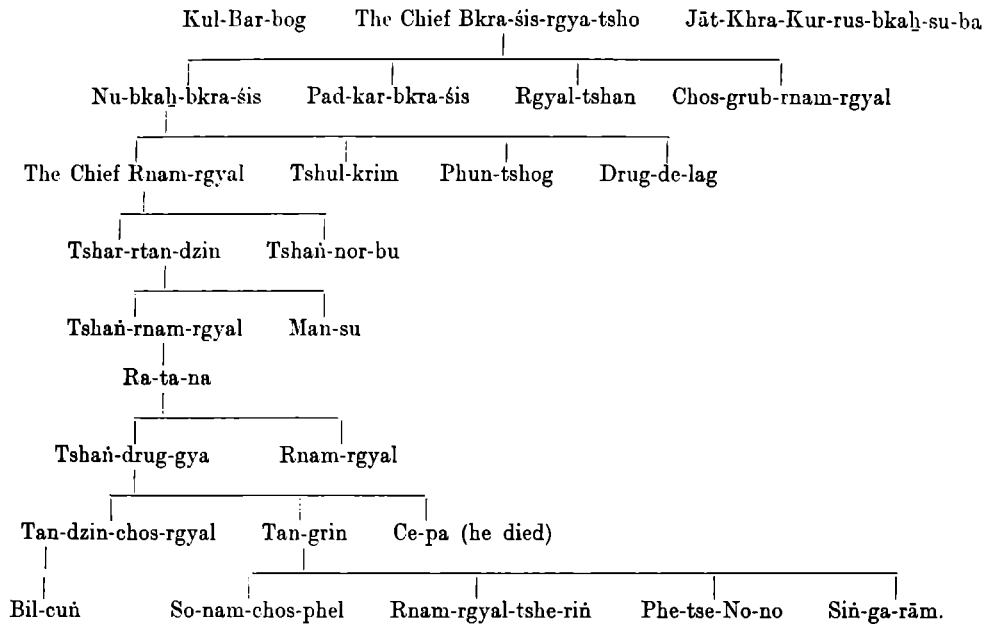 Kul-Bar-bog The Chief Bkra-śis-rgya-tsho Jāt-Khra-Kur-rus-bkaẖ-su-ba
Nu-bkaẖ-bkra-śis Pad-kar-bkra-śis Rgyal-tshan Chos-grub-rnam-rgyal
The Chief Rnam-rgyal Tshul-krim Phun-tshog Drug-de-lag
Tshar-rtan-dzin Tshaṅ-nor-bu
Tshaṅ-rnam-rgyal Man-su
Ra-ta-na
Tshaṅ-drug-gya Rnam-rgyal
Tan-dzin-chos-rgyal Tan-grin Ce-pa (he died)
Bil-cuṅ So-nam-chos-phel Rnam-rgyal-tshe-riṅ Phe-tse-No-no Siṅ-ga-rām.